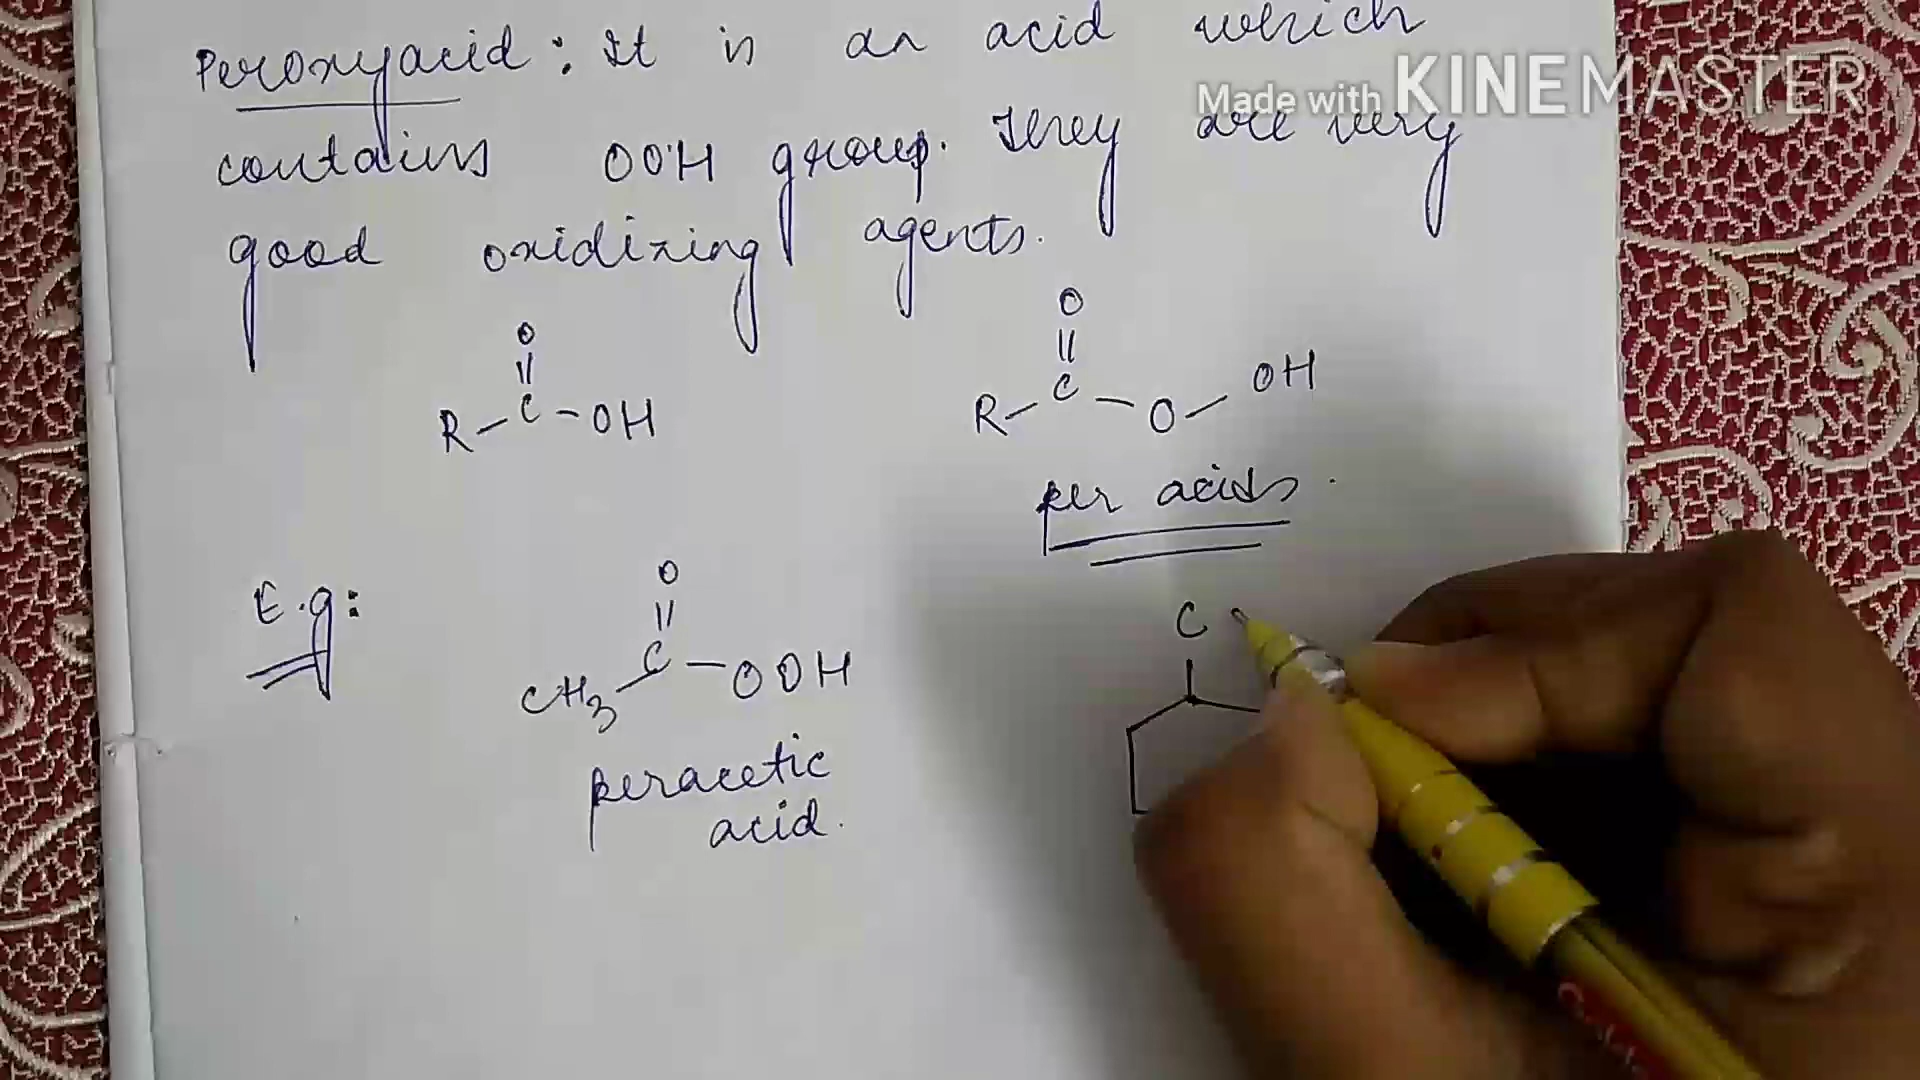 Peroxyacid: It is an acid which
Made with KINEMASTER
contains OOH group. They are very
good oxidizing agents.
O
||
R-C-OH
O
||
R-C-O-OH
per acids.
E.g:
O
||
CH3-C-OOH
peracetic
acid.
C